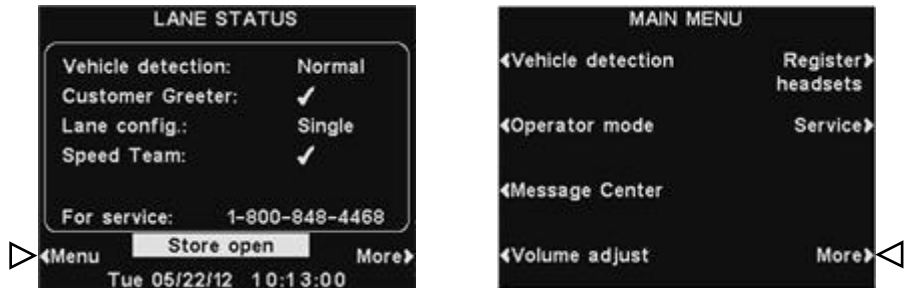 LANE STATUS
Vehicle detection: Normal
Customer Greeter: ✓
Lane config.: Single
Speed Team: ✓
For service: 1-800-848-4468
Store open
Menu More
Tue 05/22/12 10:13:00
MAIN MENU
Vehicle detection Register
headsets
Operator mode Service
Message Center
Volume adjust More